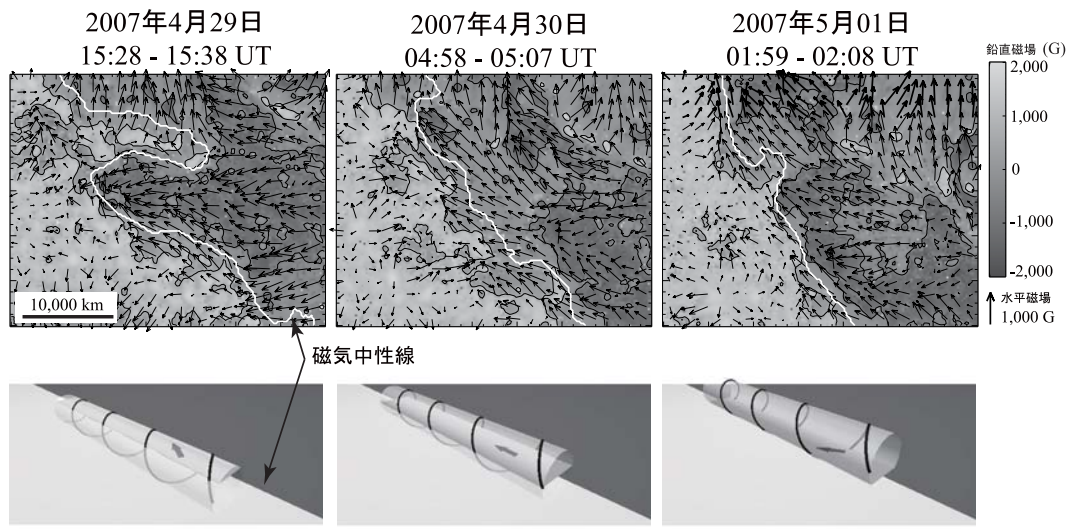 2007年4月29日
15:28 - 15:38 UT
2007年4月30日
04:58 - 05:07 UT
2007年5月01日
01:59 - 02:08 UT
鉛直磁場 (G)
2,000
1,000
0
-1,000
-2,000
水平磁場
1,000 G
10,000 km
磁気中性線